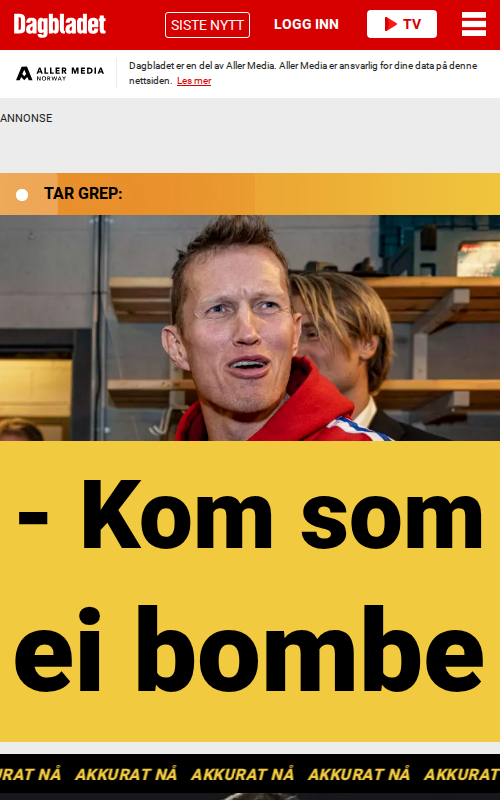 Dagbladet SISTE NYTT LOGG INN TV
ALLER MEDIA
NORWAY
Dagbladet er en del av Aller Media. Aller Media er ansvarlig for dine data på denne
nettsiden. Les mer
ANNONSE
TAR GREP:
- Kom som
ei bombe
RAT NÅ AKKURAT NÅ AKKURAT NÅ AKKURAT NÅ AKKURAT